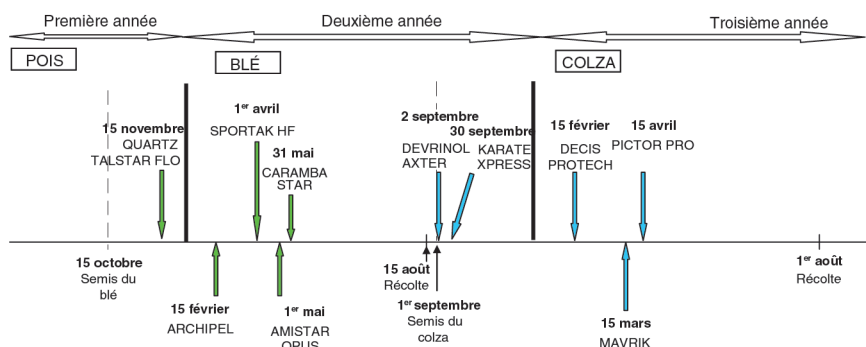 Première année
Deuxième année
Troisième année
POIS
BLÉ
COLZA
15 novembre
QUARTZ
TALSTAR FLO
1er avril
SPORTAK HF
31 mai
CARAMBA
STAR
2 septembre
DEVRINOL
AXTER
30 septembre
KARATE
XPRESS
15 février
DECIS
PROTECH
15 avril
PICTOR PRO
15 octobre
Semis du
blé
15 février
ARCHIPEL
1er mai
AMISTAR
OPUS
15 août
Récolte
1er septembre
Semis du
colza
15 mars
MAVRIK
1er août
Récolte